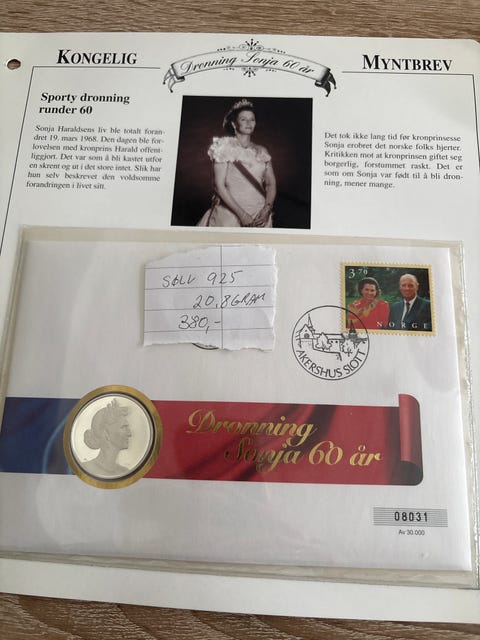 KONGELIG
Dronning Sonja 60 år
MYNTBREV
Sporty dronning
runder 60
Sonja Haraldsens liv ble totalt foran-
dret 19. mars 1968. Den dagen ble for-
lovelsen med kronprins Harald offent-
liggjort. Det var som å bli kastet utfor
en skrent og ut i det store intet. Slik har
hun selv beskrevet den voldsomme
forandringen i livet sitt.
Det tok ikke lang tid før kronprinsesse
Sonja erobret det norske folks hjerter.
Kritikken mot at kronprinsen giftet seg
borgerlig, forstummet raskt. Det er
som om Sonja var født til å bli dron-
ning, mener mange.
SØLV 925
20,8 GRAM
380,-
3.70
NORGE
AKERSHUS SLOTT
Dronning
Sonja 60 år
08031
Av 30.000